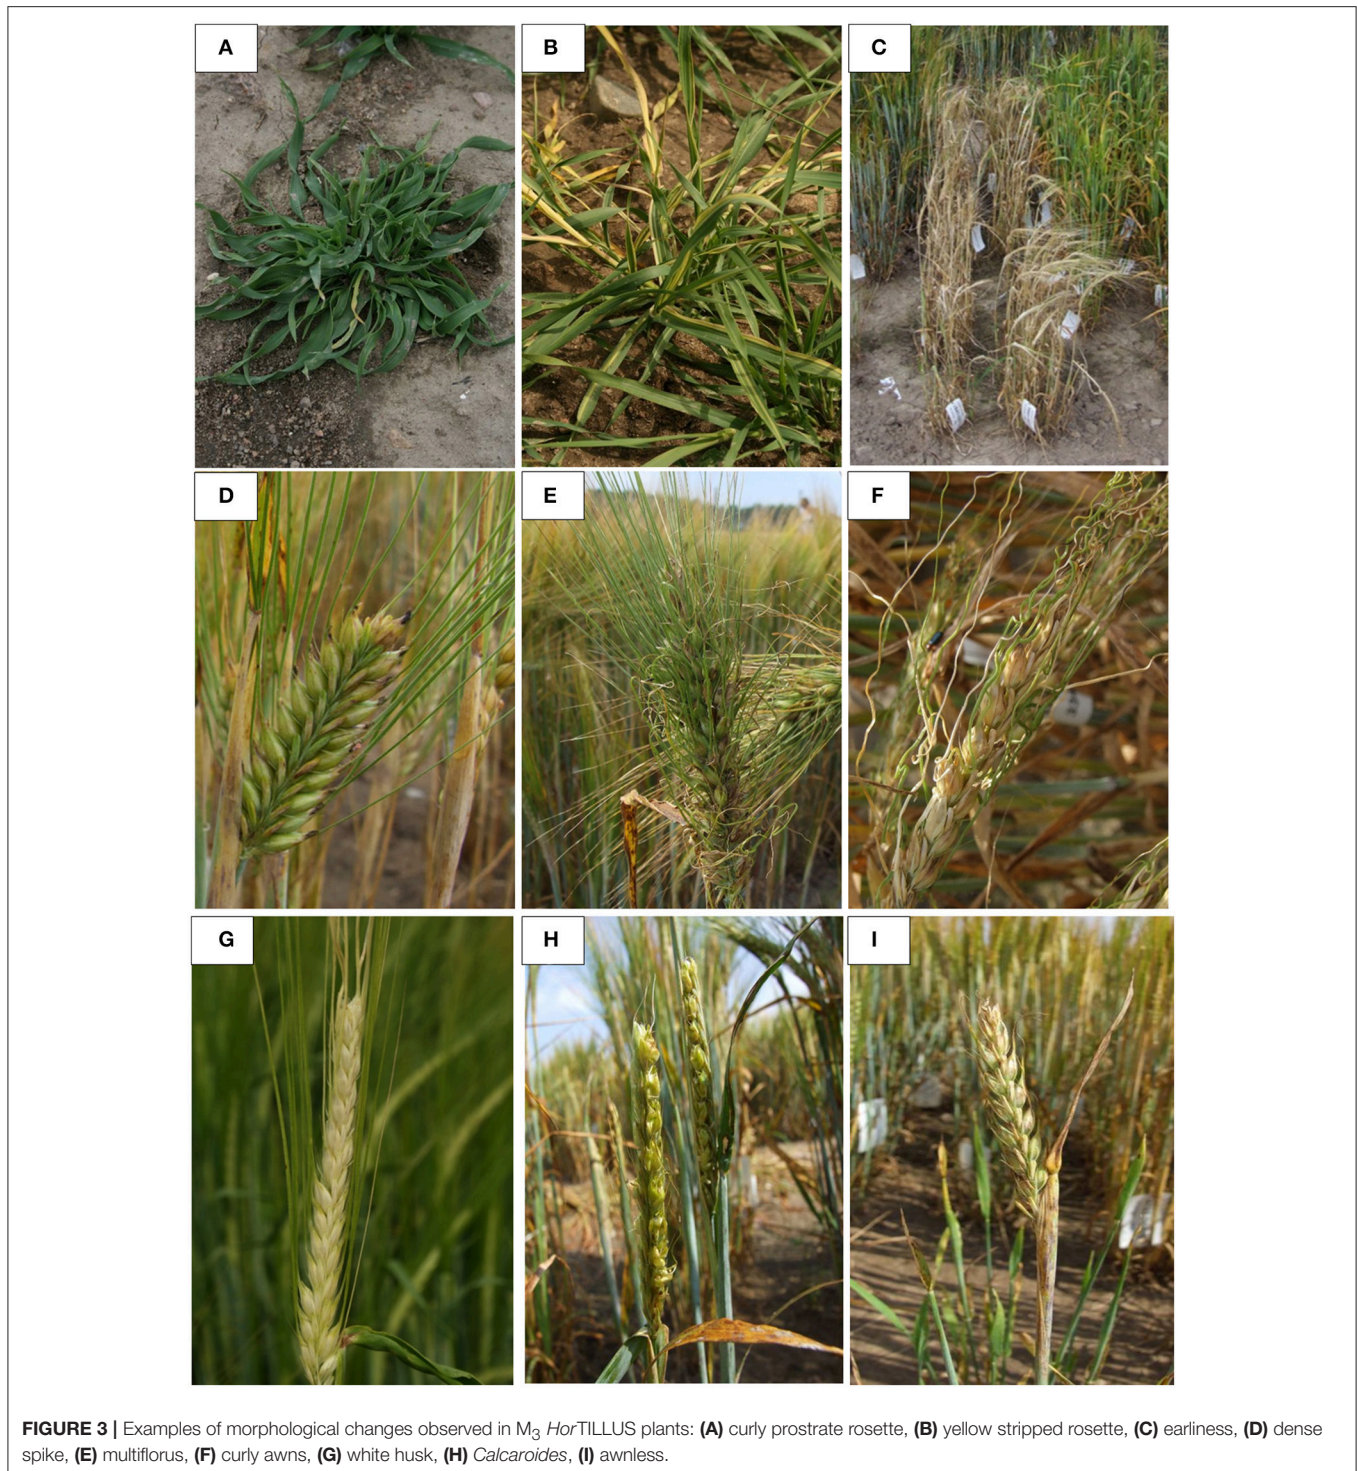 A
B
C
D
E
F
G
H
I
FIGURE 3 | Examples of morphological changes observed in M3 HorTILLUS plants: (A) curly prostrate rosette, (B) yellow stripped rosette, (C) earliness, (D) dense
spike, (E) multiflorus, (F) curly awns, (G) white husk, (H) Calcaroides, (I) awnless.